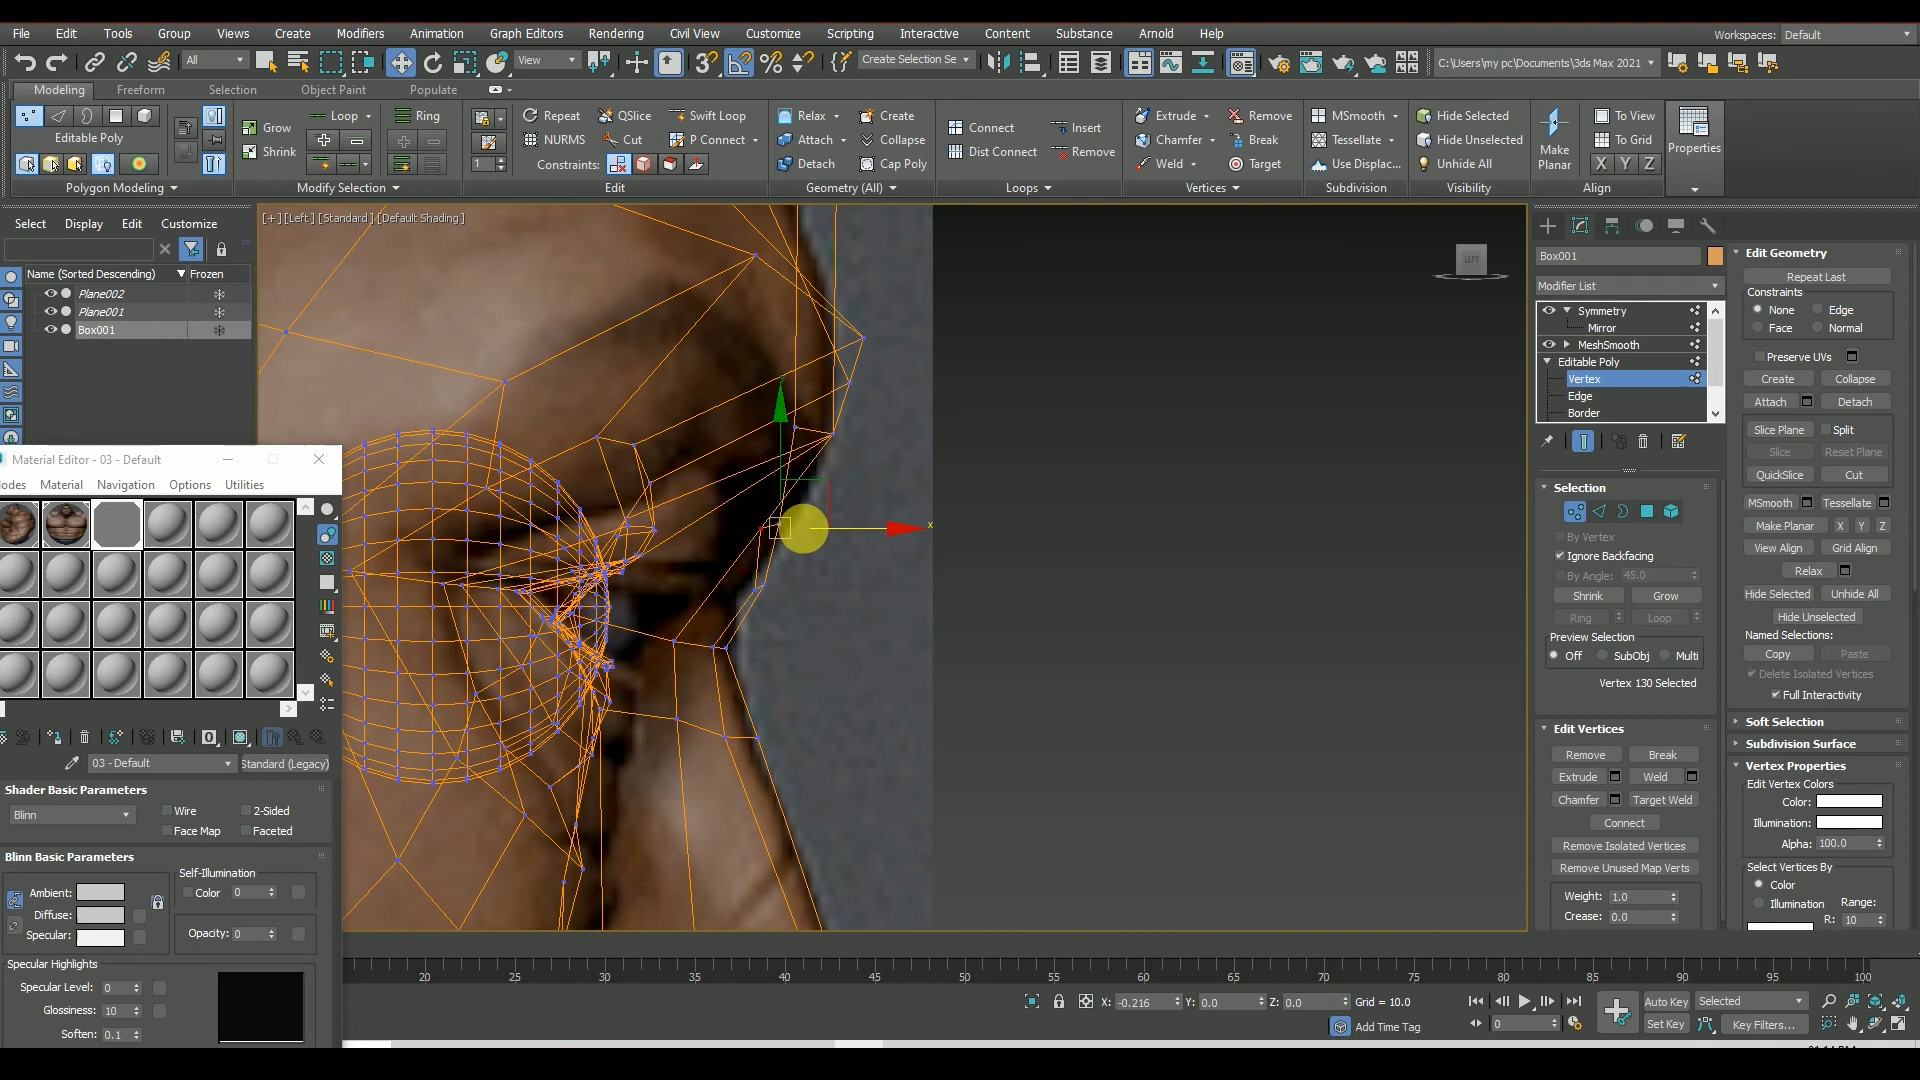 File Edit Tools Group Views Create Modifiers Animation Graph Editors Rendering Civil View Customize Scripting Interactive Content Substance Arnold Help
Workspaces: Default
All View Create Selection Se C:\Users\my pc\Documents\3ds Max 2021
Modeling Freeform Selection Object Paint Populate
Editable Poly
Polygon Modeling
Grow
Shrink
Loop
Ring
Modify Selection
1
Repeat QSlice Swift Loop
NURMS Cut P Connect
Constraints:
Edit
Relax Create
Attach Collapse
Detach Cap Poly
Geometry (All)
Connect Insert
Dist Connect Remove
Loops
Extrude Remove
Chamfer Break
Weld Target
Vertices
MSmooth
Tessellate
Use Displac...
Subdivision
Hide Selected
Hide Unselected
Unhide All
Visibility
Make Planar
To View
To Grid
X Y Z
Align
Properties
Select Display Edit Customize
Name (Sorted Descending) Frozen
Plane002
Plane001
Box001
[+] [Left] [Standard] [Default Shading]
LEFT
x
Material Editor - 03 - Default
odes Material Navigation Options Utilities
03 - Default Standard (Legacy)
Shader Basic Parameters
Blinn Wire 2-Sided
Face Map Faceted
Blinn Basic Parameters
Self-Illumination
Ambient: Color 0
Diffuse:
Specular: Opacity: 0
Specular Highlights
Specular Level: 0
Glossiness: 10
Soften: 0.1
Box001
Modifier List
Symmetry
Mirror
MeshSmooth
Editable Poly
Vertex
Edge
Border
Selection
By Vertex
Ignore Backfacing
By Angle: 45.0
Shrink Grow
Ring Loop
Preview Selection
Off SubObj Multi
Vertex 130 Selected
Edit Vertices
Remove Break
Extrude Weld
Chamfer Target Weld
Connect
Remove Isolated Vertices
Remove Unused Map Verts
Weight: 1.0
Crease: 0.0
Edit Geometry
Repeat Last
Constraints
None Edge
Face Normal
Preserve UVs
Create Collapse
Attach Detach
Slice Plane Split
Slice Reset Plane
QuickSlice Cut
MSmooth Tessellate
Make Planar X Y Z
View Align Grid Align
Relax
Hide Selected Unhide All
Hide Unselected
Named Selections:
Copy Paste
Delete Isolated Vertices
Full Interactivity
Soft Selection
Subdivision Surface
Vertex Properties
Edit Vertex Colors
Color:
Illumination:
Alpha: 100.0
Select Vertices By
Color
Illumination Range:
R: 10
20 25 30 35 40 45 50 55 60 65 70 75 80 85 90 95 100
X: -0.216 Y: 0.0 Z: 0.0 Grid = 10.0
Add Time Tag
0
Auto Key Selected
Set Key Key Filters...